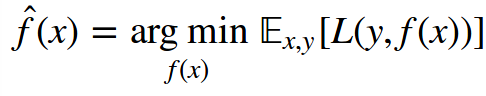 f̂(x) = arg min 𝔼x,y[L(y,f(x))]
f(x)